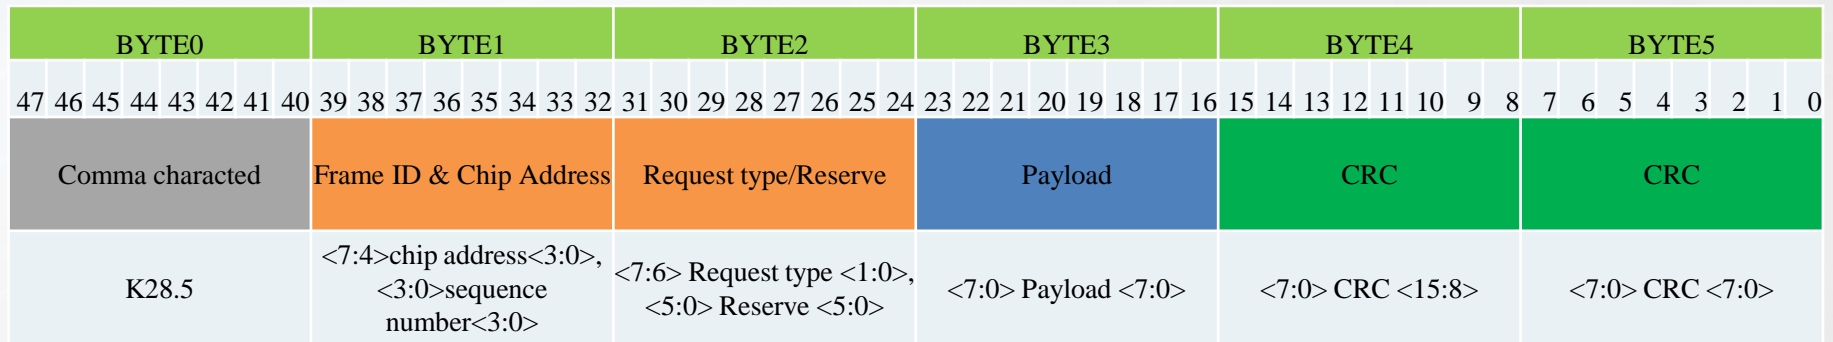 BYTE0 BYTE1 BYTE2 BYTE3 BYTE4 BYTE5
47 46 45 44 43 42 41 40 39 38 37 36 35 34 33 32 31 30 29 28 27 26 25 24 23 22 21 20 19 18 17 16 15 14 13 12 11 10 9 8 7 6 5 4 3 2 1 0
Comma characted Frame ID & Chip Address Request type/Reserve Payload CRC CRC
K28.5
<7:4>chip address<3:0>,
<3:0>sequence
number<3:0>
<7:6> Request type <1:0>,
<5:0> Reserve <5:0>
<7:0> Payload <7:0>
<7:0> CRC <15:8>
<7:0> CRC <7:0>